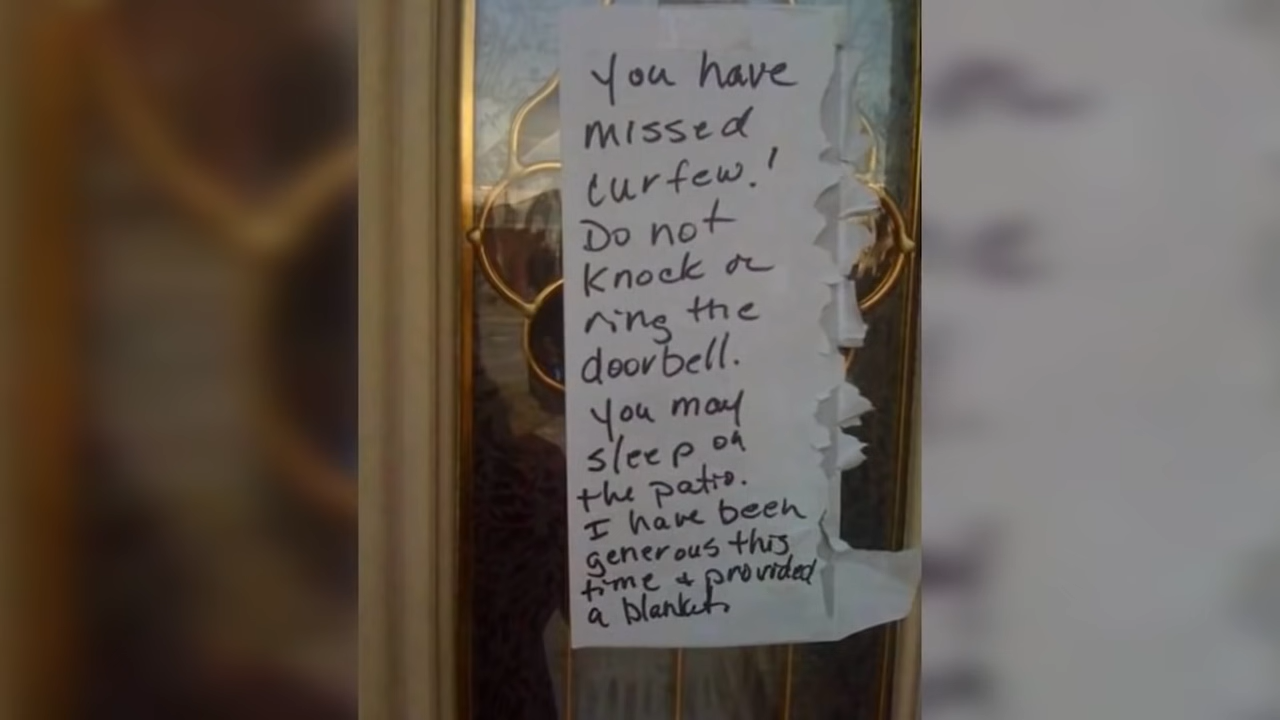 You have
missed
curfew.!
Do not
knock or
ring the
doorbell.
You may
sleep on
the patio.
I have been
generous this
time & provided
a blanket.